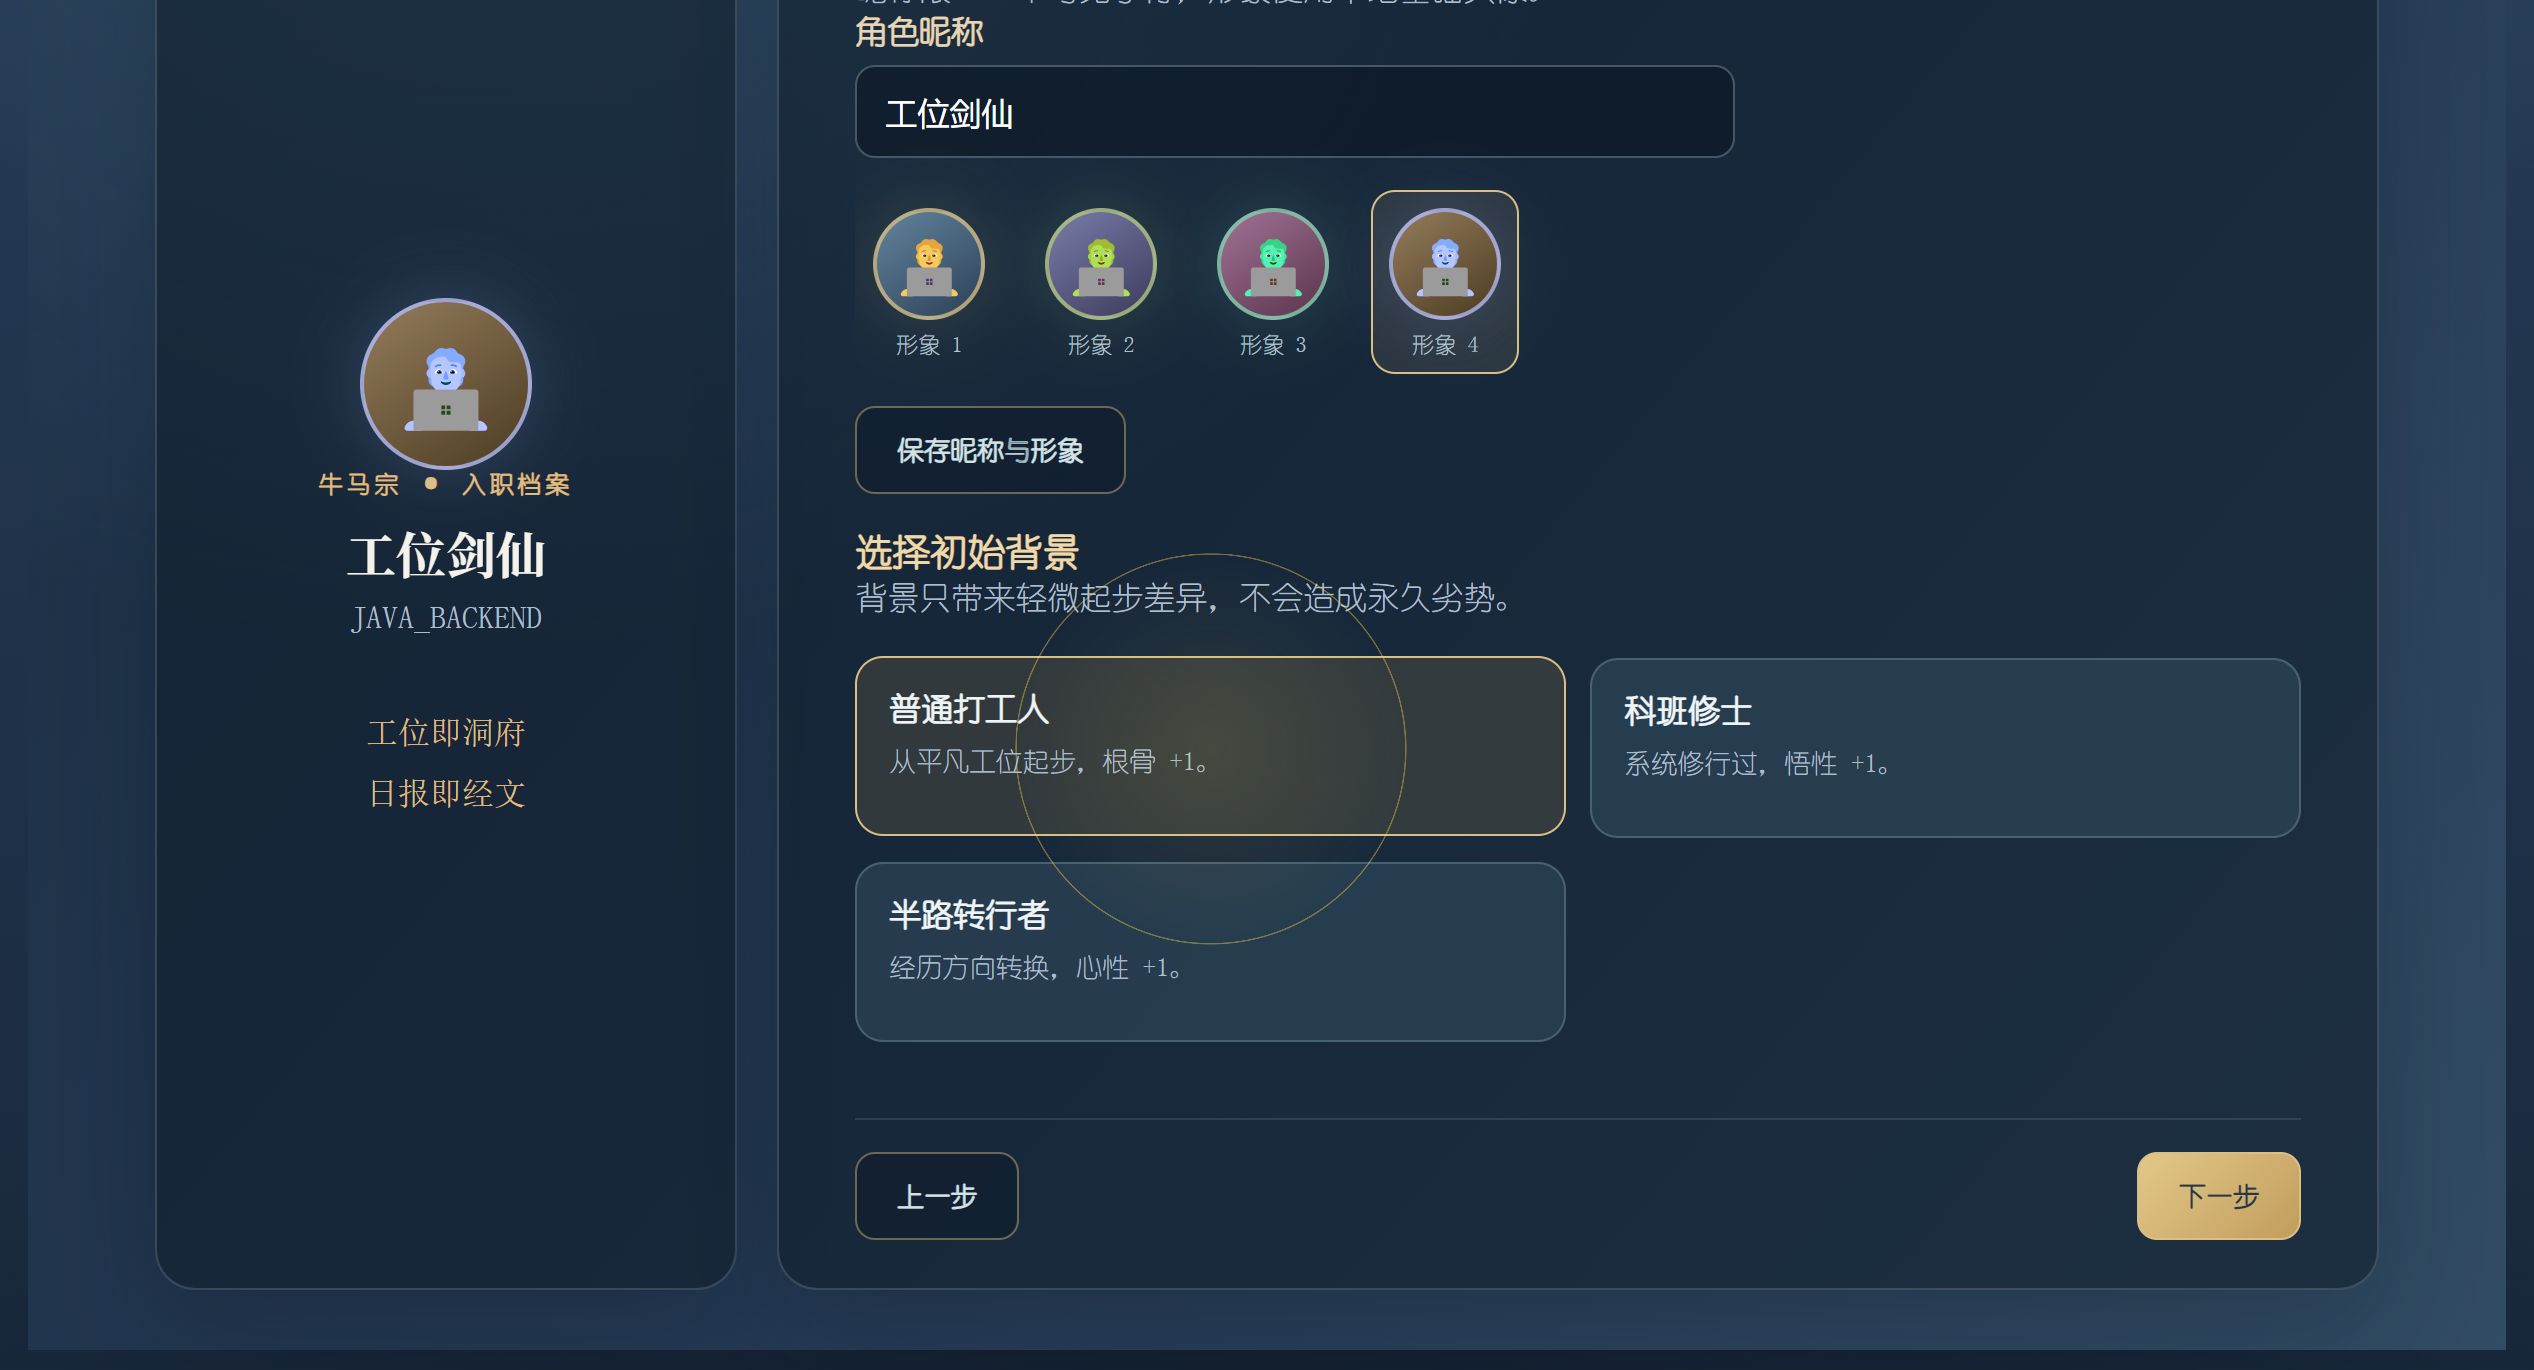 牛马宗 • 入职档案
工位剑仙
JAVA_BACKEND
工位即洞府
日报即经文
角色昵称
工位剑仙
形象 1
形象 2
形象 3
形象 4
保存昵称与形象
选择初始背景
背景只带来轻微起步差异，不会造成永久劣势。
普通打工人
从平凡工位起步，根骨 +1。
科班修士
系统修行过，悟性 +1。
半路转行者
经历方向转换，心性 +1。
上一步
下一步